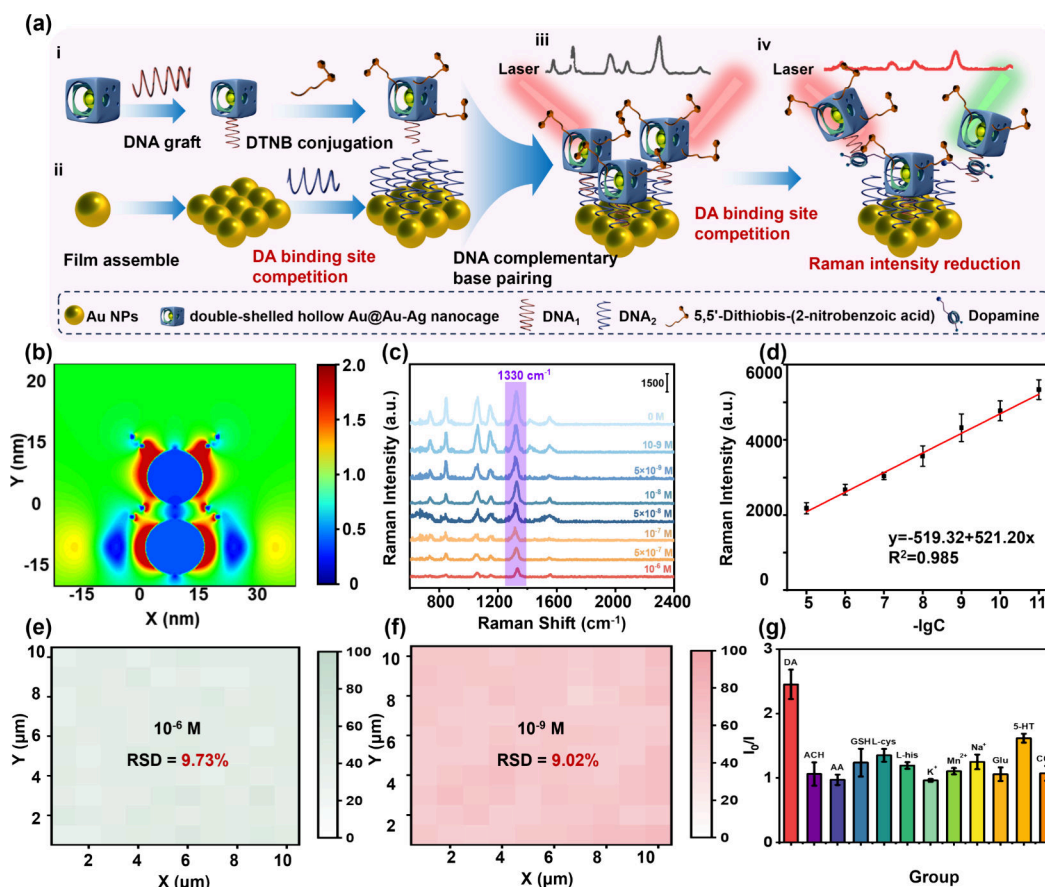 (a)
i
DNA graft
DTNB conjugation
ii
Film assemble
DA binding site
competition
DNA complementary
base pairing
iii
Laser
DA binding site
competition
iv
Laser
Raman intensity reduction
Au NPs
double-shelled hollow Au@Au-Ag nanocage
DNA1
DNA2
5,5'-Dithiobis-(2-nitrobenzoic acid)
Dopamine
(b)
Y (nm)
20
15
0
-15
-15
0
15
30
X (nm)
2.0
1.5
1.0
0.5
0
(c)
1330 cm-1
1500
Raman Intensity (a.u.)
0 M
10-9 M
5×10-9 M
10-8 M
5×10-8 M
10-7 M
5×10-7 M
10-6 M
600
1200
1800
2400
Raman Shift (cm-1)
(d)
Raman Intensity (a.u.)
6000
4000
2000
0
y=-519.32+521.20x
R2=0.985
5 6 7 8 9 10 11
-lgC
(e)
Y (μm)
10
8
6
4
2
10-6 M
RSD = 9.73%
2 4 6 8 10
X (μm)
100
80
60
40
20
0
(f)
Y (μm)
10
8
6
4
2
10-9 M
RSD = 9.02%
2 4 6 8 10
X (μm)
100
80
60
40
20
0
(g)
I0/I
3
2
1
0
DA
ACH
AA
GSH
L-cys
L-his
K+
Mn2+
Na+
Glu
5-HT
Group